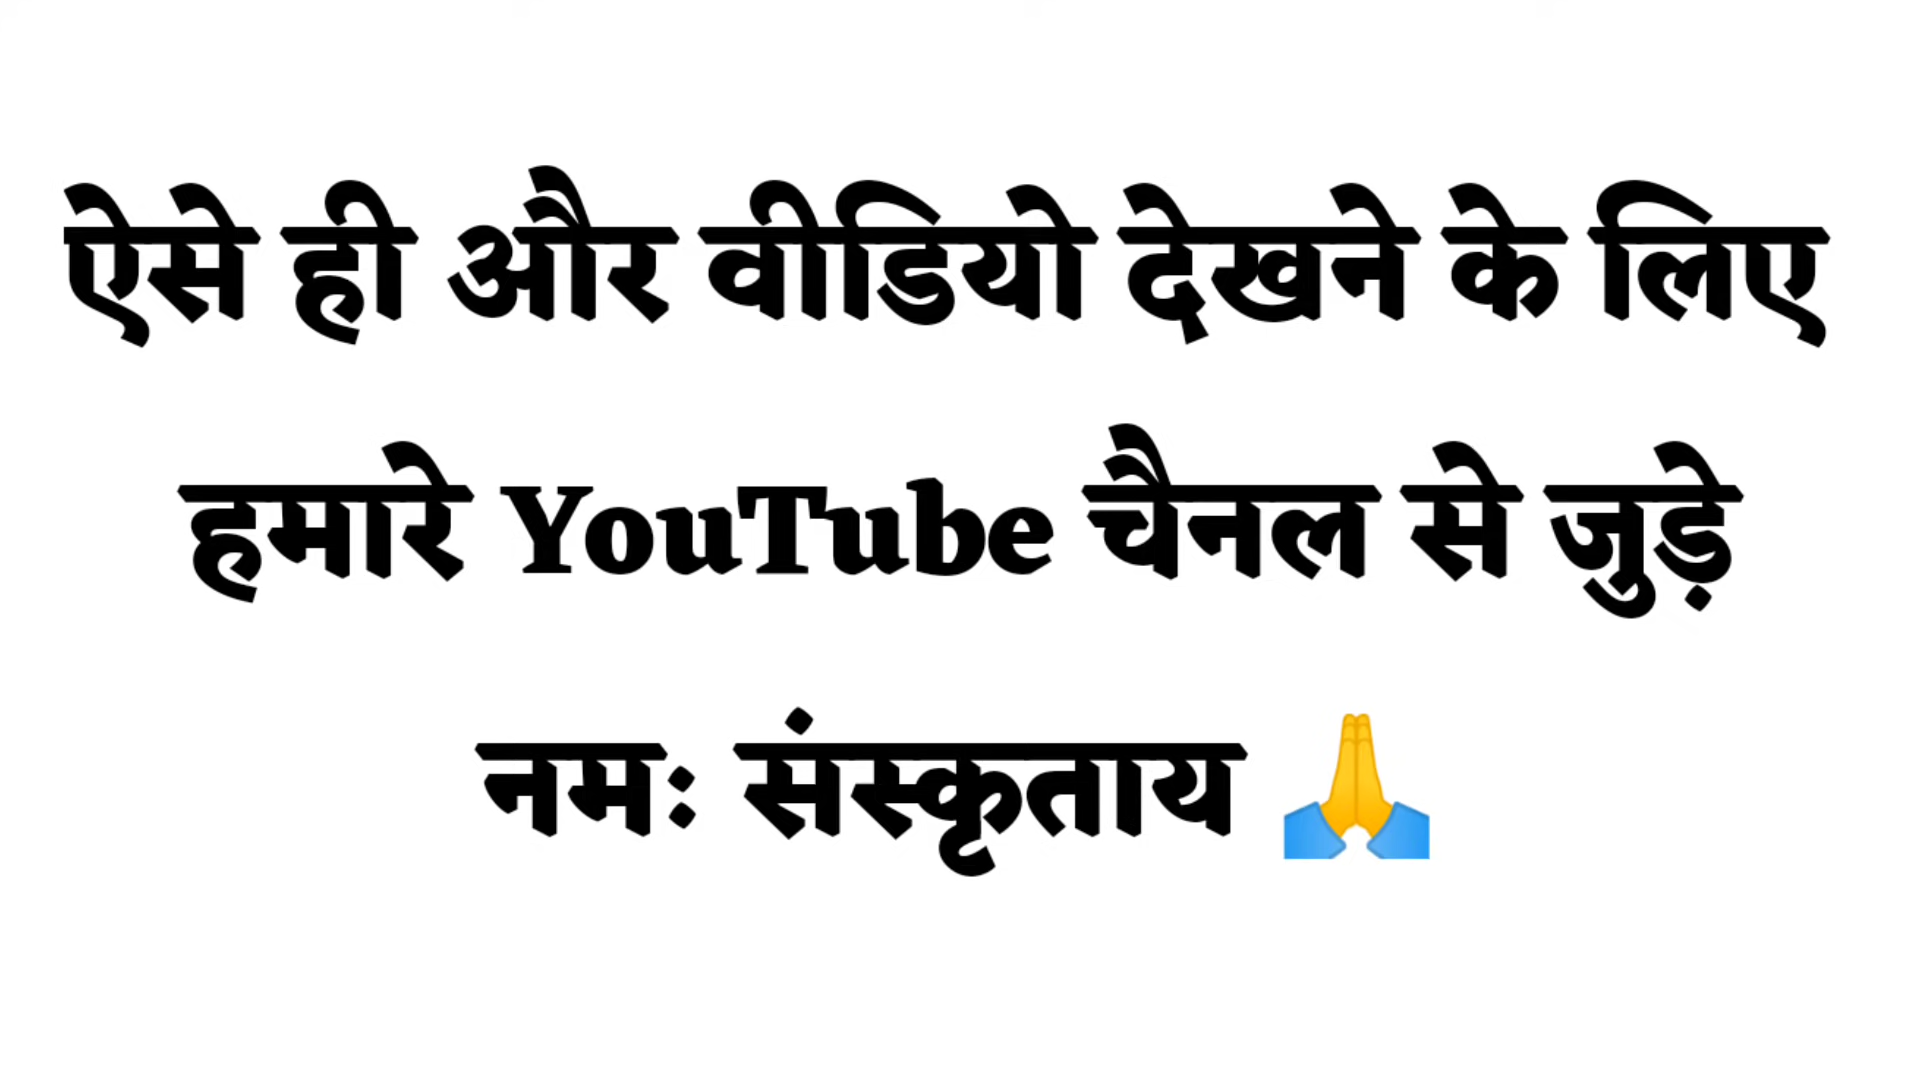 ऐसे ही और वीडियो देखने के लिए
हमारे YouTube चैनल से जुड़े
नमः संस्कृताय 🙏